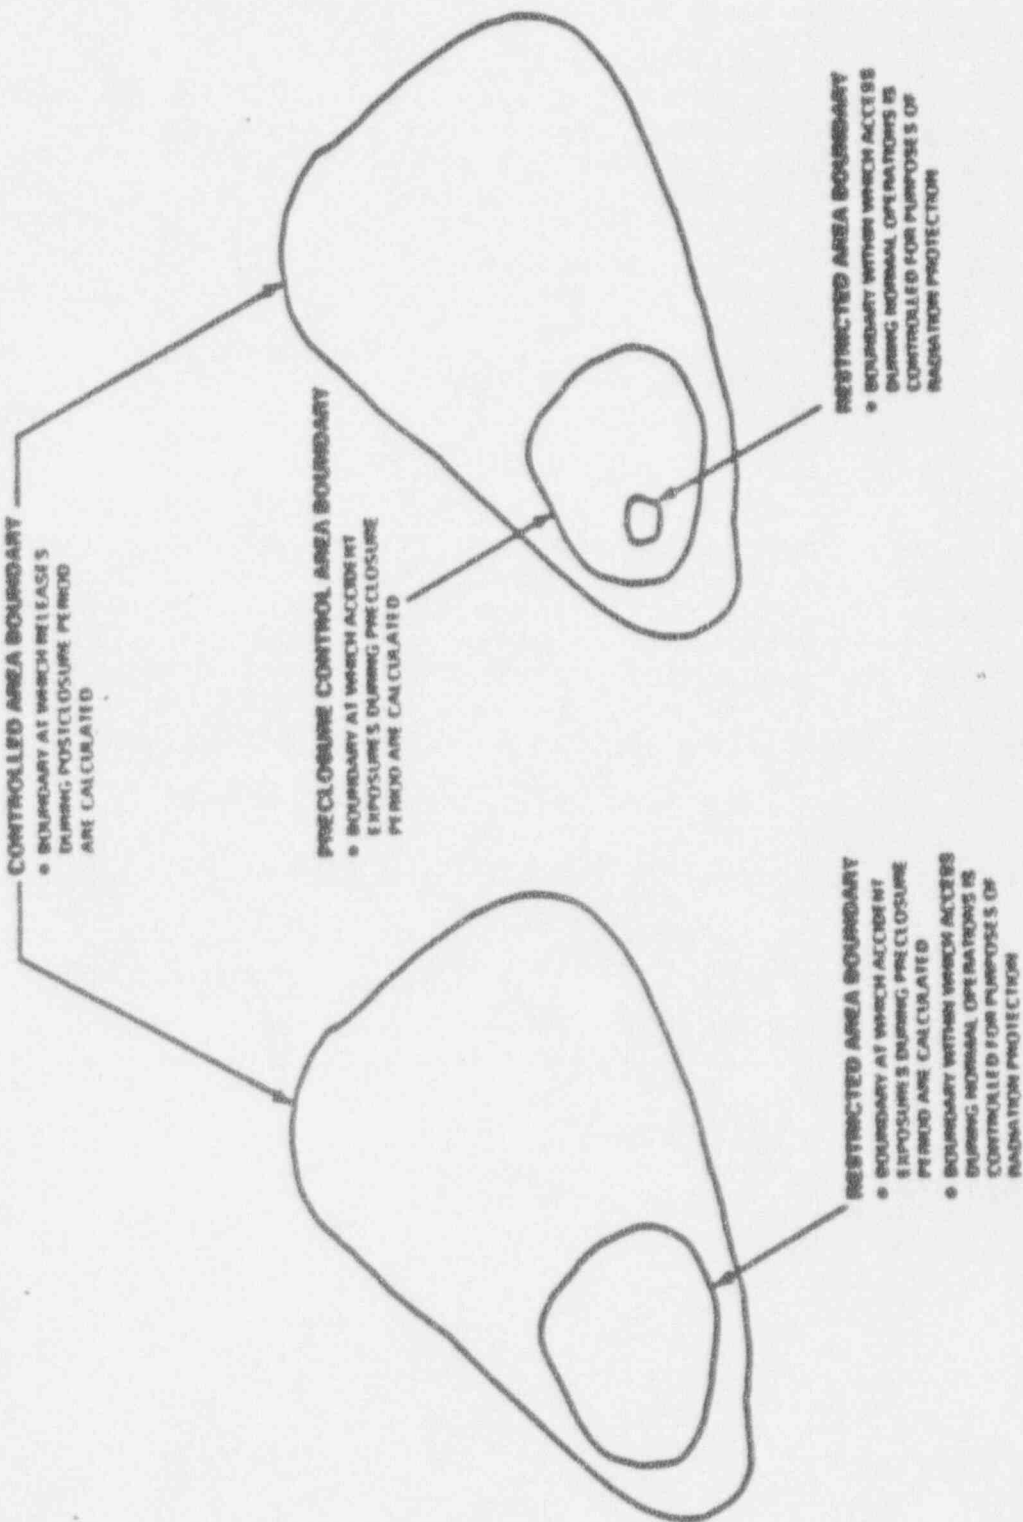 CONTROLLED AREA BOUNDARY
• BOUNDARY AT WHICH RELEASES
DURING POSTCLOSURE PERIOD
ARE CALCULATED
PRECLOSURE CONTROL AREA BOUNDARY
• BOUNDARY AT WHICH ACCIDENT
EXPOSURES DURING PRECLOSURE
PERIOD ARE CALCULATED
RESTRICTED AREA BOUNDARY
• BOUNDARY AT WHICH ACCIDENT
EXPOSURES DURING PRECLOSURE
PERIOD ARE CALCULATED
• BOUNDARY WITHIN WHICH ACCESS
DURING NORMAL OPERATIONS IS
CONTROLLED FOR PURPOSES OF
RADIATION PROTECTION
RESTRICTED AREA BOUNDARY
• BOUNDARY WITHIN WHICH ACCESS
DURING NORMAL OPERATIONS IS
CONTROLLED FOR PURPOSES OF
RADIATION PROTECTION